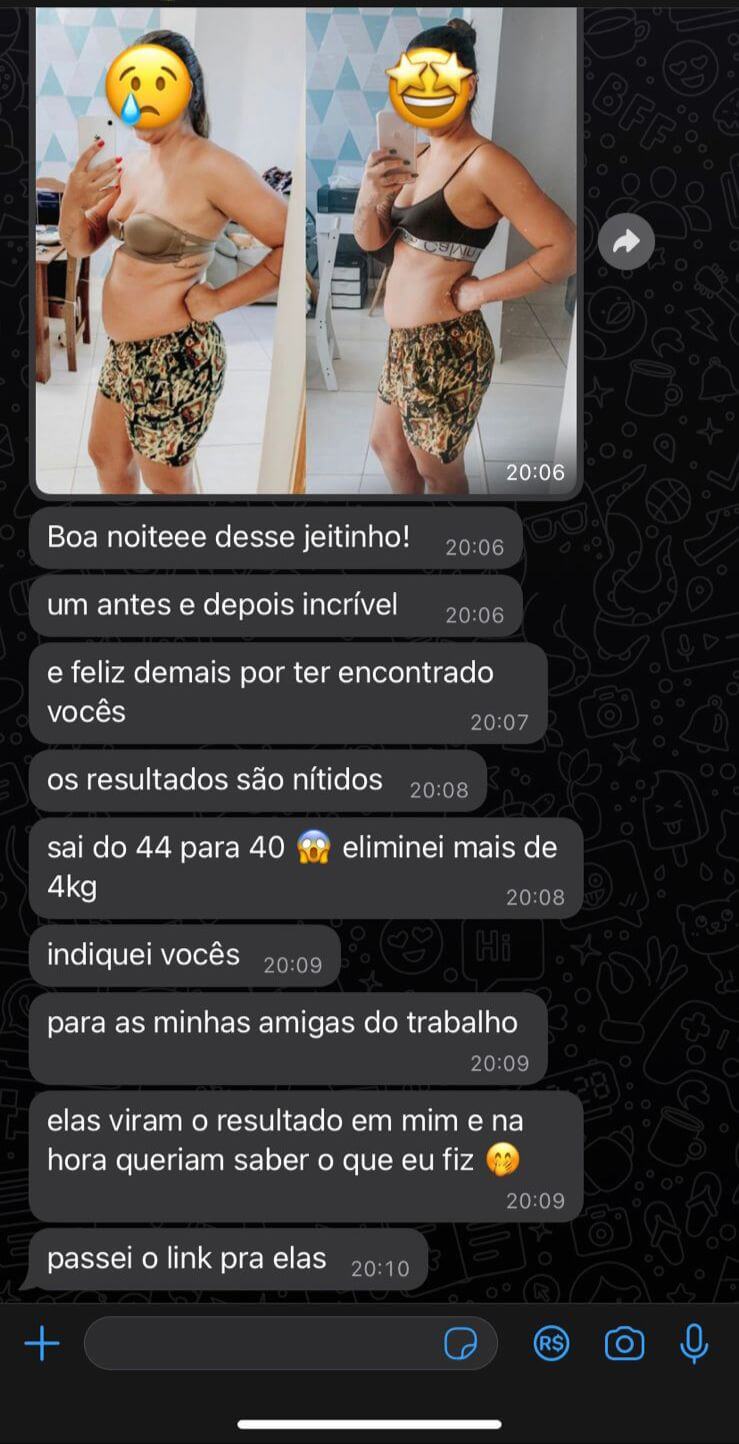 20:06
Boa noiteee desse jeitinho!
20:06
um antes e depois incrível
20:06
e feliz demais por ter encontrado
vocês
20:07
os resultados são nítidos
20:08
sai do 44 para 40 😱 eliminei mais de
4kg
20:08
indiquei vocês
20:09
para as minhas amigas do trabalho
20:09
elas viram o resultado em mim e na
hora queriam saber o que eu fiz 🤭
20:09
passei o link pra elas
20:10
R$